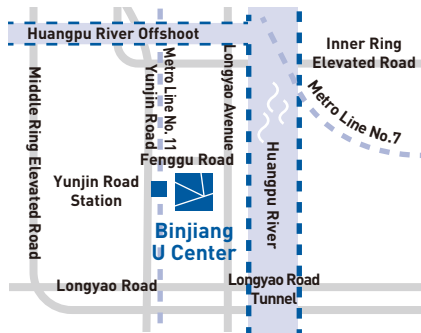 Huangpu River Offshoot
Inner Ring
Elevated Road
Middle Ring Elevated Road
Yunjin Road
Metro Line No. 11
Longyao Avenue
Metro Line No.7
Fenggu Road
Huangpu River
Yunjin Road
Station
Binjiang
U Center
Longyao Road
Longyao Road
Tunnel